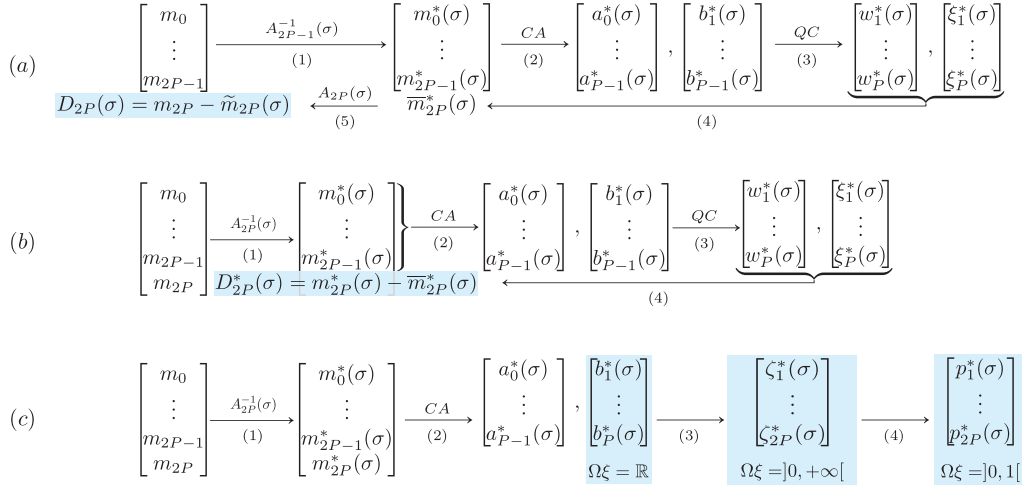 (a) [m_0 ⋮ m_{2P−1}] A^{−1}_{2P−1}(σ) (1) [m^*_0(σ) ⋮ m^*_{2P−1}(σ)] CA (2) [a^*_0(σ) ⋮ a^*_{P−1}(σ)] , [b^*_1(σ) ⋮ b^*_{P−1}(σ)] QC (3) [w^*_1(σ) ⋮ w^*_P(σ)] , [ξ^*_1(σ) ⋮ ξ^*_P(σ)]
D_{2P}(σ) = m_{2P} − m̃_{2P}(σ) A_{2P}(σ) (5) m̅^*_{2P}(σ) (4)
(b) [m_0 ⋮ m_{2P−1} m_{2P}] A^{−1}_{2P}(σ) (1) [m^*_0(σ) ⋮ m^*_{2P−1}(σ)] } CA (2) [a^*_0(σ) ⋮ a^*_{P−1}(σ)] , [b^*_1(σ) ⋮ b^*_{P−1}(σ)] QC (3) [w^*_1(σ) ⋮ w^*_P(σ)] , [ξ^*_1(σ) ⋮ ξ^*_P(σ)]
D^*_{2P}(σ) = m^*_{2P}(σ) − m̅^*_{2P}(σ) (4)
(c) [m_0 ⋮ m_{2P−1} m_{2P}] A^{−1}_{2P}(σ) (1) [m^*_0(σ) ⋮ m^*_{2P−1}(σ) m^*_{2P}(σ)] CA (2) [a^*_0(σ) ⋮ a^*_{P−1}(σ)] , [b^*_1(σ) ⋮ b^*_P(σ)] (3) [ζ^*_1(σ) ⋮ ζ^*_{2P}(σ)] (4) [p^*_1(σ) ⋮ p^*_{2P}(σ)]
Ωξ = ℝ Ωξ =]0, +∞[ Ωξ =]0, 1[